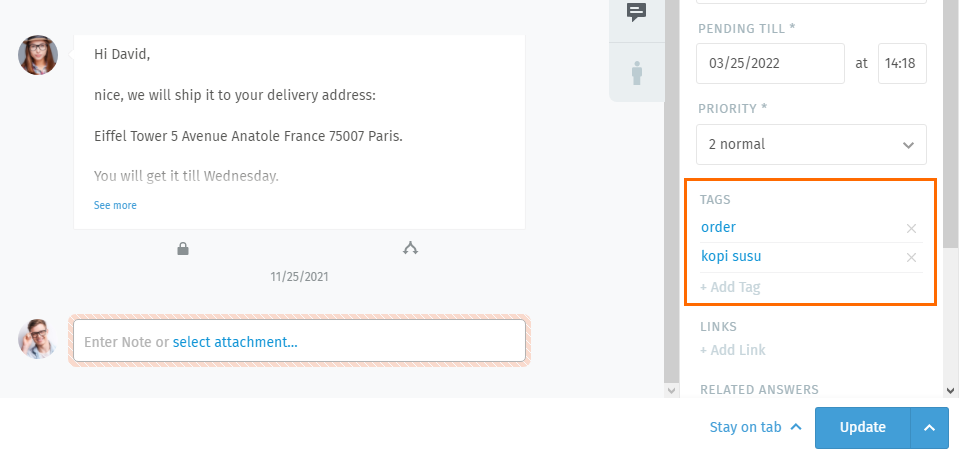 Hi David,
nice, we will ship it to your delivery address:
Eiffel Tower 5 Avenue Anatole France 75007 Paris.
You will get it till Wednesday.
See more
11/25/2021
Enter Note or select attachment...
PENDING TILL *
03/25/2022 at 14:18
PRIORITY *
2 normal
TAGS
order
kopi susu
+ Add Tag
LINKS
+ Add Link
RELATED ANSWERS
Stay on tab
Update